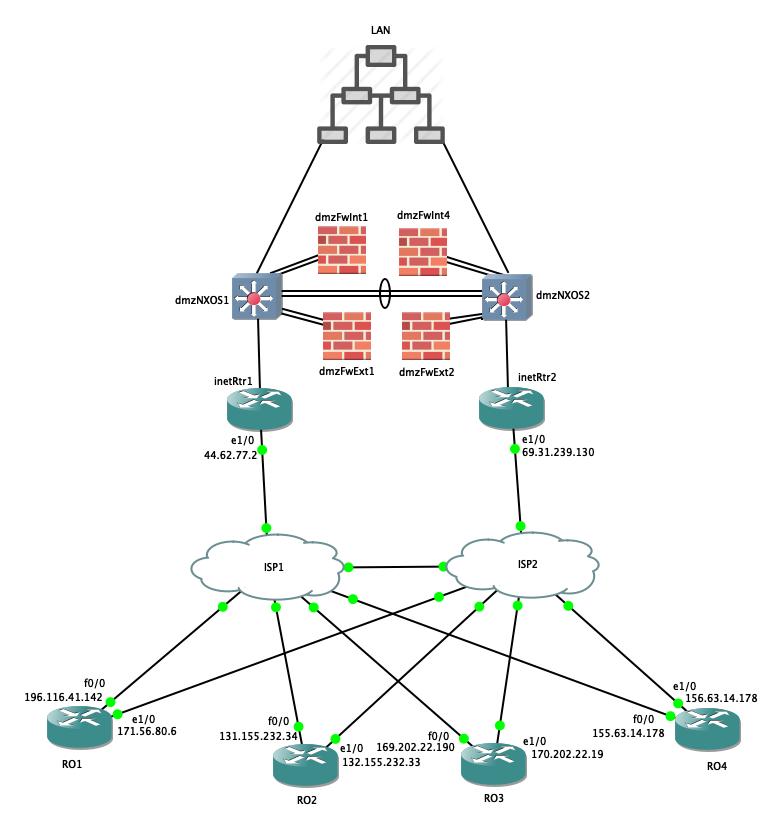 LAN
dmzFwInt1
dmzFwInt4
dmzNXOS1
dmzNXOS2
dmzFwExt1
dmzFwExt2
inetRtr1
inetRtr2
e1/0
44.62.77.2
e1/0
69.31.239.130
ISP1
ISP2
f0/0
196.116.41.142
e1/0
171.56.80.6
RO1
f0/0
131.155.232.34
e1/0
132.155.232.33
RO2
f0/0
169.202.22.190
e1/0
170.202.22.19
RO3
e1/0
156.63.14.178
f0/0
155.63.14.178
RO4